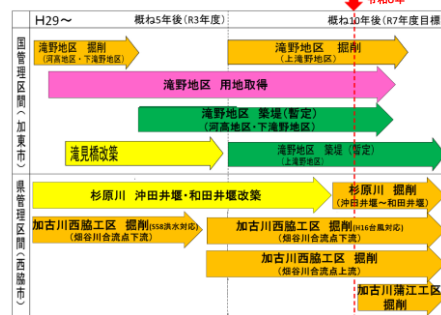 令和6年
H29～ 概ね5年後(R3年度) 概ね10年後(R7年度目標)
国管理区間(加東市)
滝野地区 掘削
(河高地区・下滝野地区)
滝野地区 掘削
(上滝野地区)
滝野地区 用地取得
滝野地区 築堤(暫定)
(河高地区・下滝野地区)
滝見橋改築
滝野地区 築堤(暫定)
(上滝野地区)
県管理区間(西脇市)
杉原川 沖田井堰・和田井堰改築
杉原川 掘削
(沖田井堰～和田井堰)
加古川西脇工区 掘削(S58洪水対応)
(畑谷川合流点下流)
加古川西脇工区 掘削(H16台風対応)
(畑谷川合流点下流)
加古川西脇工区 掘削
(畑谷川合流点上流)
加古川蒲江工区
掘削